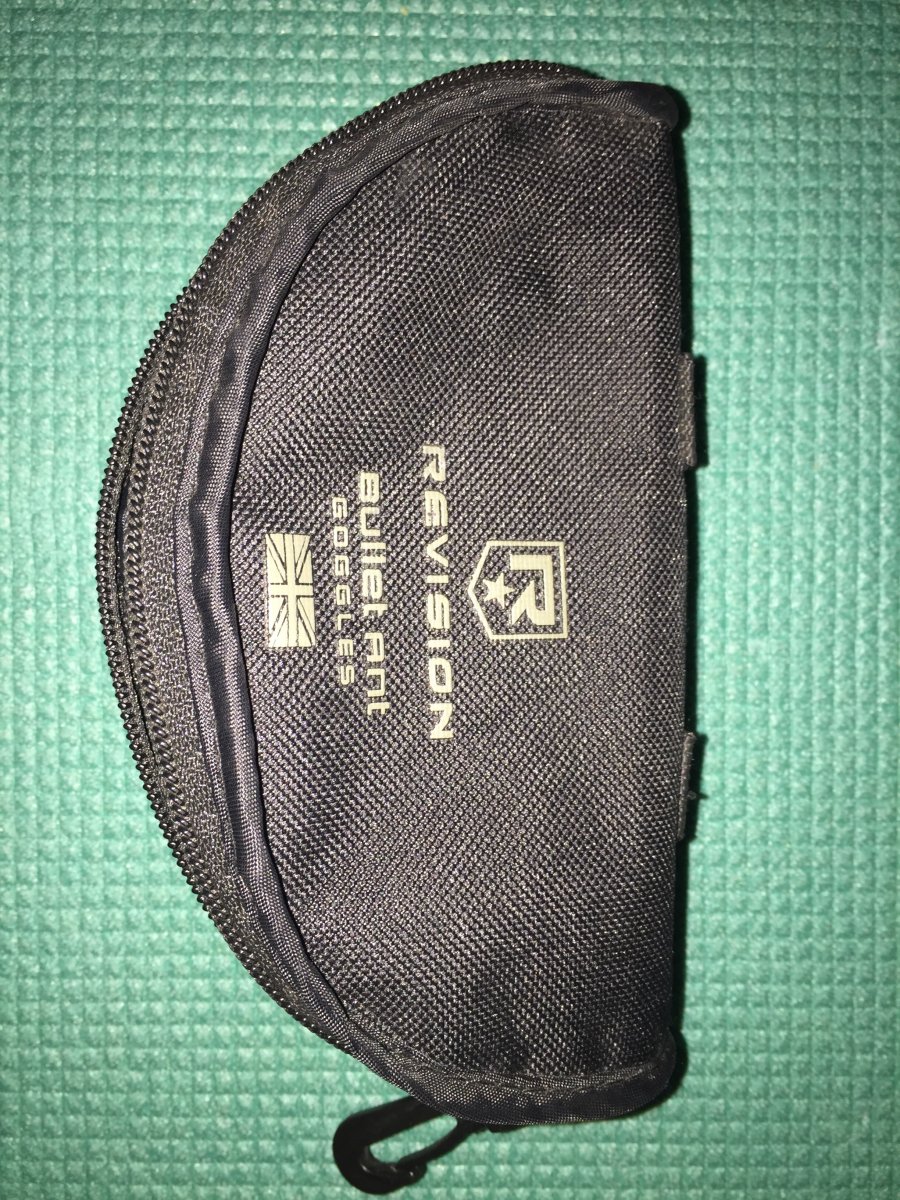 R
REVISION
Bullet Ant
GOGGLES